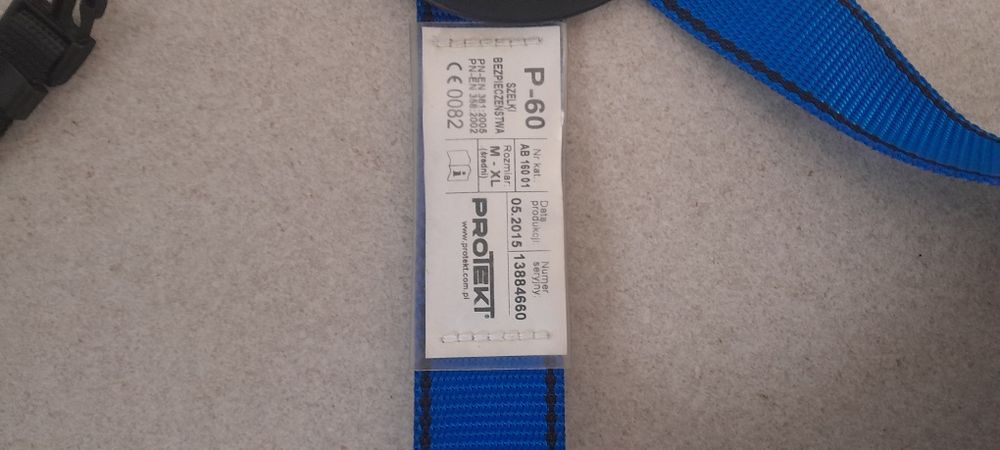 P-60
SZELKI
BEZPIECZEŃSTWA
PN-EN 361:2005
PN-EN 358:2002
CE 0082
Nr kat.
AB 160 01
Rozmiar:
M - XL
(średni)
i
Data
produkcji:
05.2015
Numer
seryjny:
13884660
PROTEKT®
www.protekt.com.pl